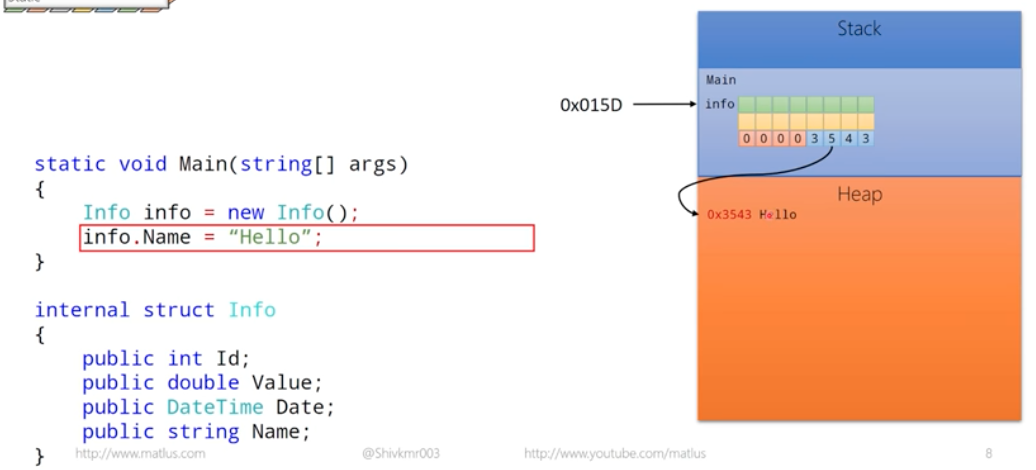 Static
Stack
Main
0x015D
info
0 0 0 0 3 5 4 3
Heap
0x3543 Hello
static void Main(string[] args)
{
Info info = new Info();
info.Name = “Hello”;
}
internal struct Info
{
public int Id;
public double Value;
public DateTime Date;
public string Name;
}
http://www.matlus.com
@Shivkmr003
http://www.youtube.com/matlus
8